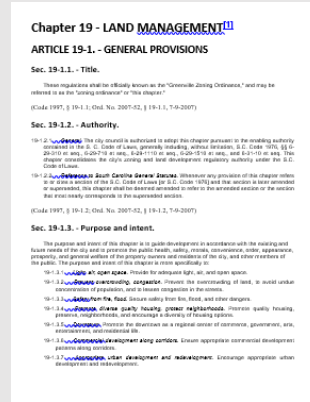 Chapter 19 - LAND MANAGEMENT[1]
ARTICLE 19-1. - GENERAL PROVISIONS
Sec. 19-1.1. - Title.
These regulations shall be officially known as the "Greenville Zoning Ordinance," and may be
referred to as the "zoning ordinance" or "this chapter."
(Code 1997, § 19-1.1; Ord. No. 2007-52, § 19-1.1, 7-9-2007)
Sec. 19-1.2. - Authority.
19-1.2.1 General. The city council is authorized to adopt this chapter pursuant to the enabling authority
contained in the S. C. Code of Laws, generally including, without limitation, S.C. Code 1976, §§ 6-
29-310 et seq., 6-29-710 et seq., 6-29-1110 et seq., 6-29-1510 et seq., and 6-31-10 et seq. This
chapter consolidates the city's zoning and land development regulatory authority under the S.C.
Code of Laws.
19-1.2.2 Reference to South Carolina General Statutes. Whenever any provision of this chapter refers
to or cites a section of the S.C. Code of Laws [or S.C. Code 1976] and that section is later amended
or superseded, this chapter shall be deemed amended to refer to the amended section or the section
that most nearly corresponds to the superseded section.
(Code 1997, § 19-1.2; Ord. No. 2007-52, § 19-1.2, 7-9-2007)
Sec. 19-1.3. - Purpose and intent.
The purpose and intent of this chapter is to guide development in accordance with the existing and
future needs of the city and to promote the public health, safety, morals, convenience, order, appearance,
prosperity, and general welfare of the property owners and residents of the city, and other members of
the public. The purpose and intent of this chapter is more specifically to:
19-1.3.1 Light, air, open space. Provide for adequate light, air, and open space.
19-1.3.2 Prevent overcrowding, congestion. Prevent the overcrowding of land, to avoid undue
concentration of population, and to lessen congestion in the streets.
19-1.3.3 Safety from fire, flood. Secure safety from fire, flood, and other dangers.
19-1.3.4 Promote diverse quality housing, protect neighborhoods. Promote quality housing,
preserve, neighborhoods, and encourage a diversity of housing options.
19-1.3.5 Downtown. Promote the downtown as a regional center of commerce, government, arts,
entertainment, and residential life.
19-1.3.6 Commercial development along corridors. Ensure appropriate commercial development
patterns along corridors.
19-1.3.7 Appropriate urban development and redevelopment. Encourage appropriate urban
development and redevelopment.